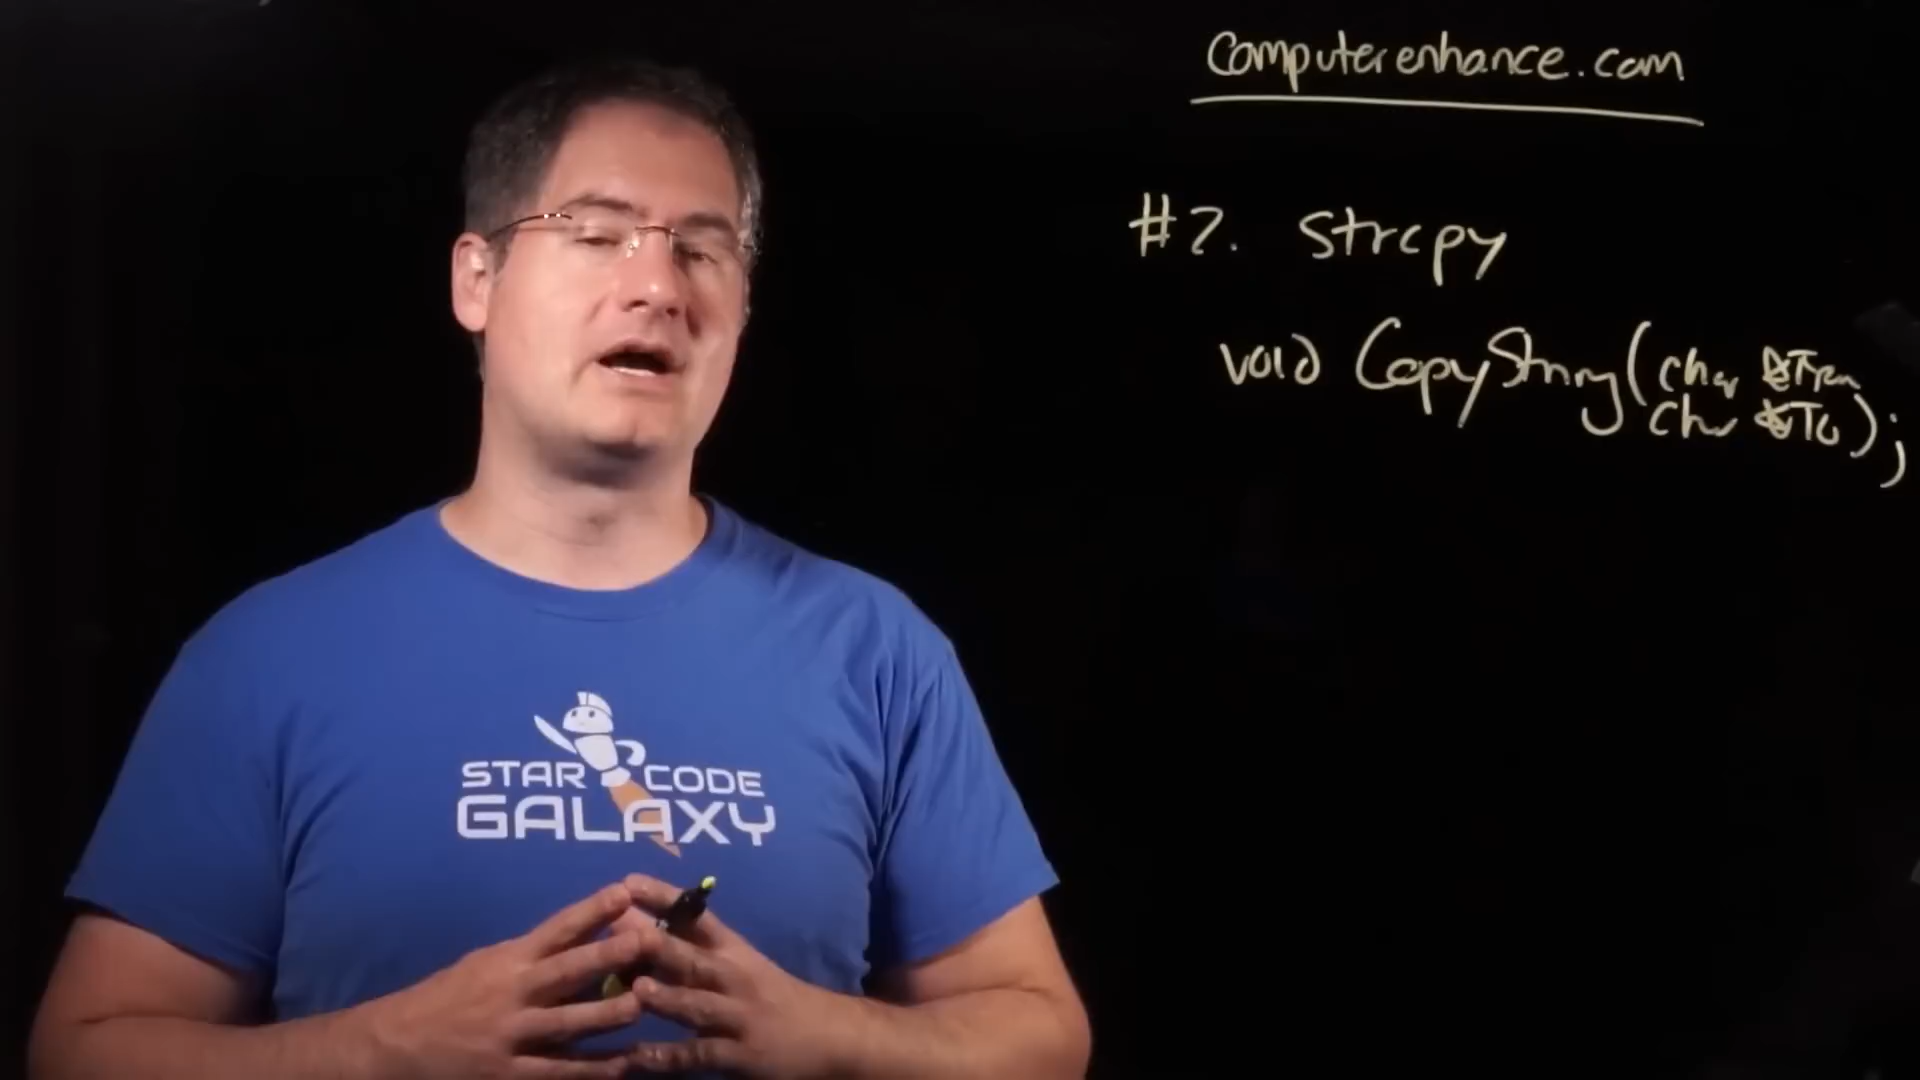 Computerenhance.com
#2. strcpy
void CopyString(char *From,
char *To);
STAR CODE
GALAXY